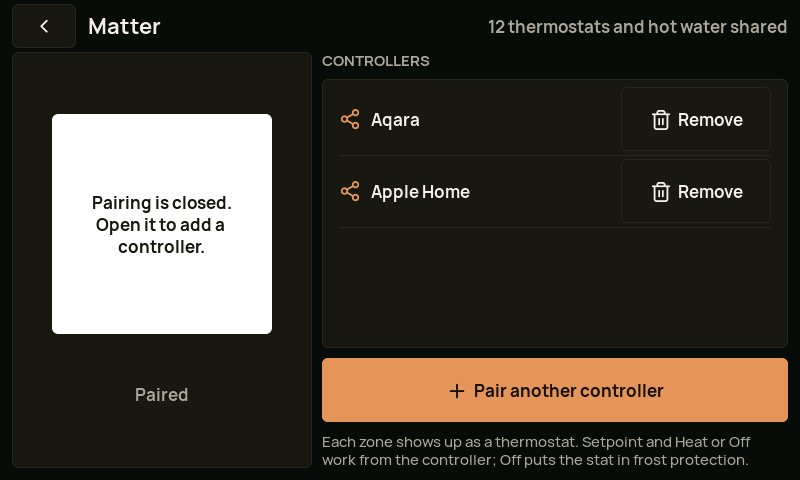 Matter
12 thermostats and hot water shared
Pairing is closed.
Open it to add a
controller.
Paired
CONTROLLERS
Aqara
Remove
Apple Home
Remove
Pair another controller
Each zone shows up as a thermostat. Setpoint and Heat or Off
work from the controller; Off puts the stat in frost protection.